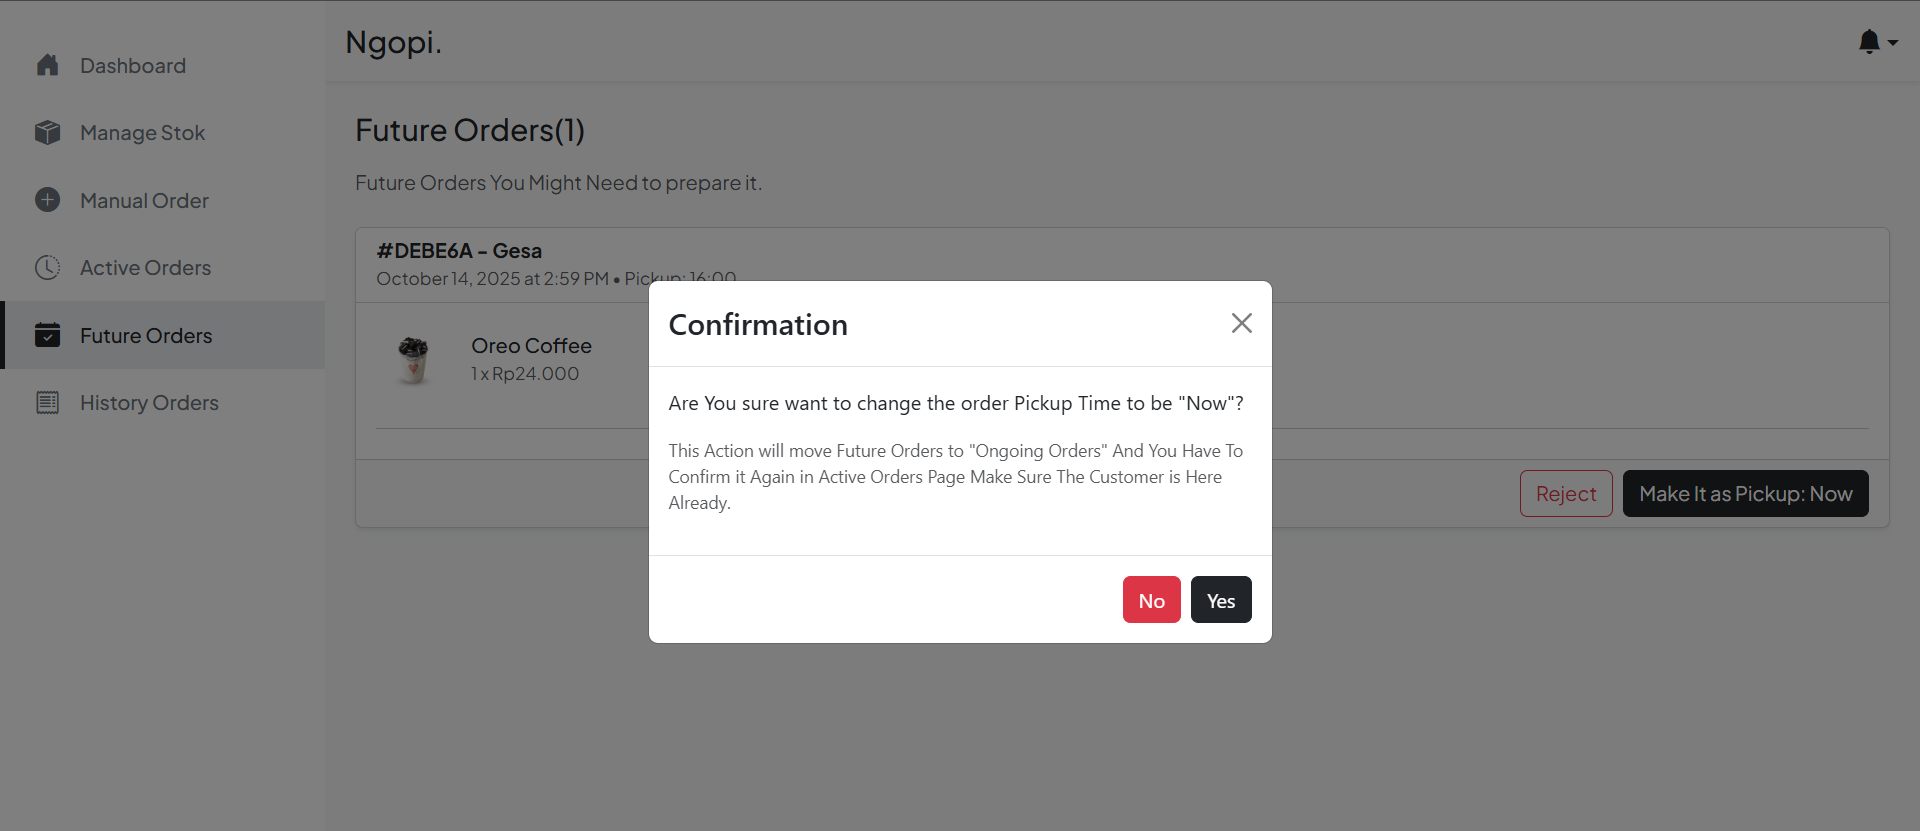 Ngopi.
Dashboard
Manage Stok
Manual Order
Active Orders
Future Orders
History Orders
Future Orders(1)
Future Orders You Might Need to prepare it.
#DEBE6A - Gesa
October 14, 2025 at 2:59 PM • Pickup: 16:00
Oreo Coffee
1 x Rp24.000
Reject
Make It as Pickup: Now
Confirmation
Are You sure want to change the order Pickup Time to be "Now"?
This Action will move Future Orders to "Ongoing Orders" And You Have To
Confirm it Again in Active Orders Page Make Sure The Customer is Here
Already.
No
Yes